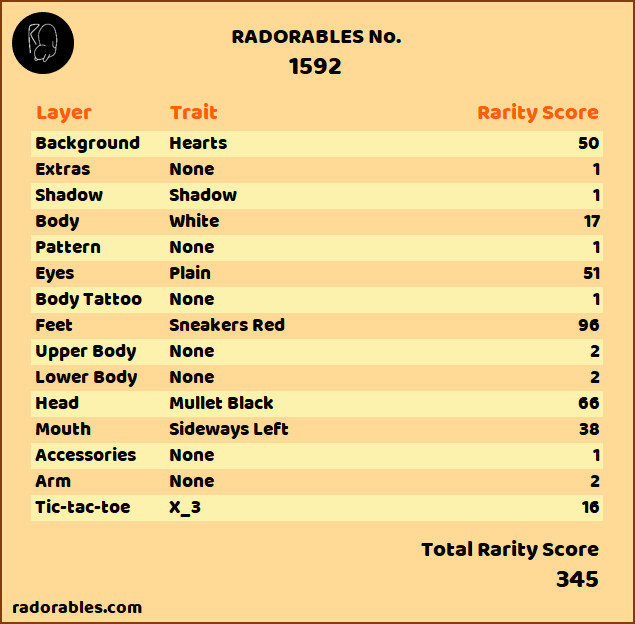 RADORABLES No.
1592
Layer Trait Rarity Score
Background Hearts 50
Extras None 1
Shadow Shadow 1
Body White 17
Pattern None 1
Eyes Plain 51
Body Tattoo None 1
Feet Sneakers Red 96
Upper Body None 2
Lower Body None 2
Head Mullet Black 66
Mouth Sideways Left 38
Accessories None 1
Arm None 2
Tic-tac-toe X_3 16
Total Rarity Score
345
radorables.com